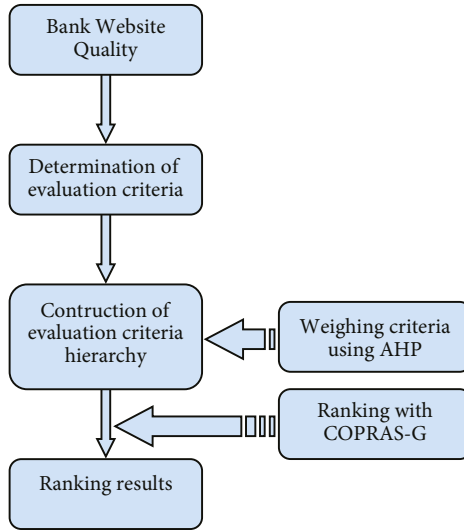 Bank Website
Quality
Determination of
evaluation criteria
Contruction of
evaluation criteria
hierarchy
Weighing criteria
using AHP
Ranking with
COPRAS-G
Ranking results